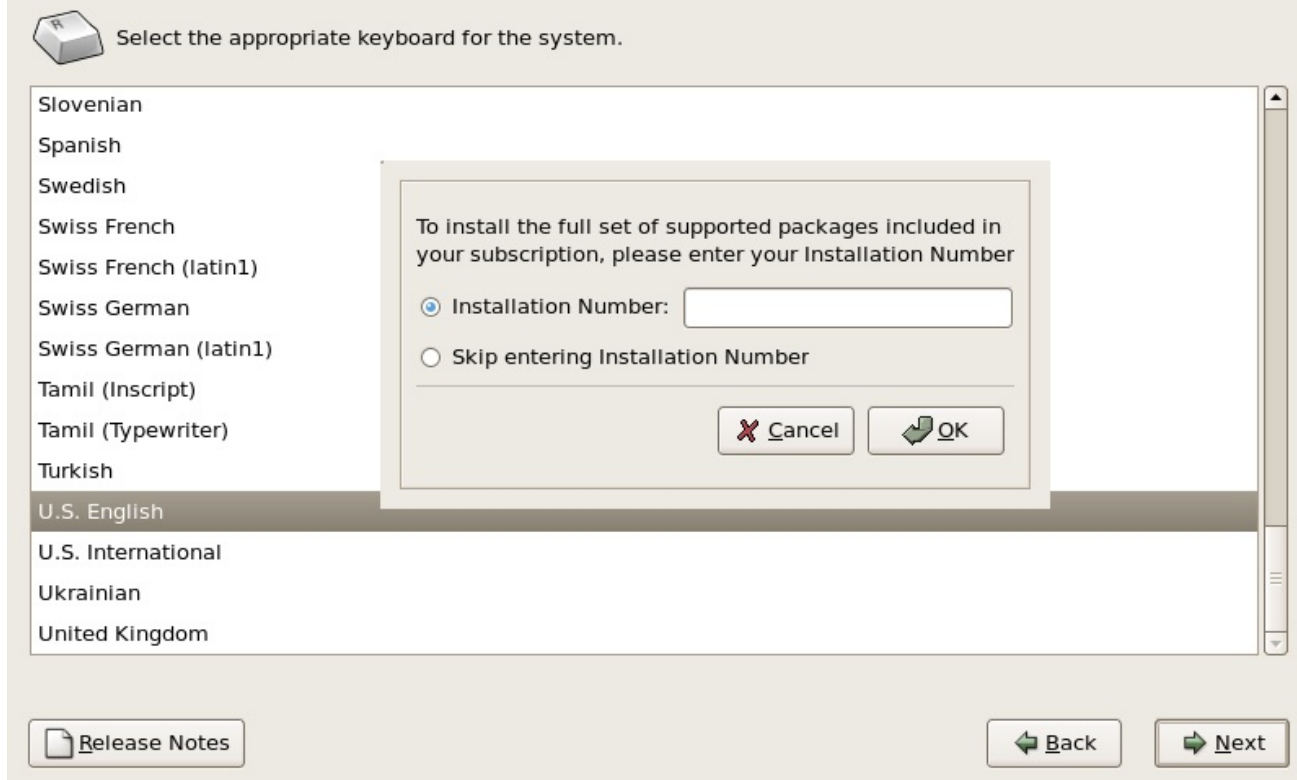 R
Select the appropriate keyboard for the system.
Slovenian
Spanish
Swedish
Swiss French
Swiss French (latin1)
Swiss German
Swiss German (latin1)
Tamil (Inscript)
Tamil (Typewriter)
Turkish
U.S. English
U.S. International
Ukrainian
United Kingdom
To install the full set of supported packages included in
your subscription, please enter your Installation Number
Installation Number:
Skip entering Installation Number
Cancel OK
Release Notes Back Next